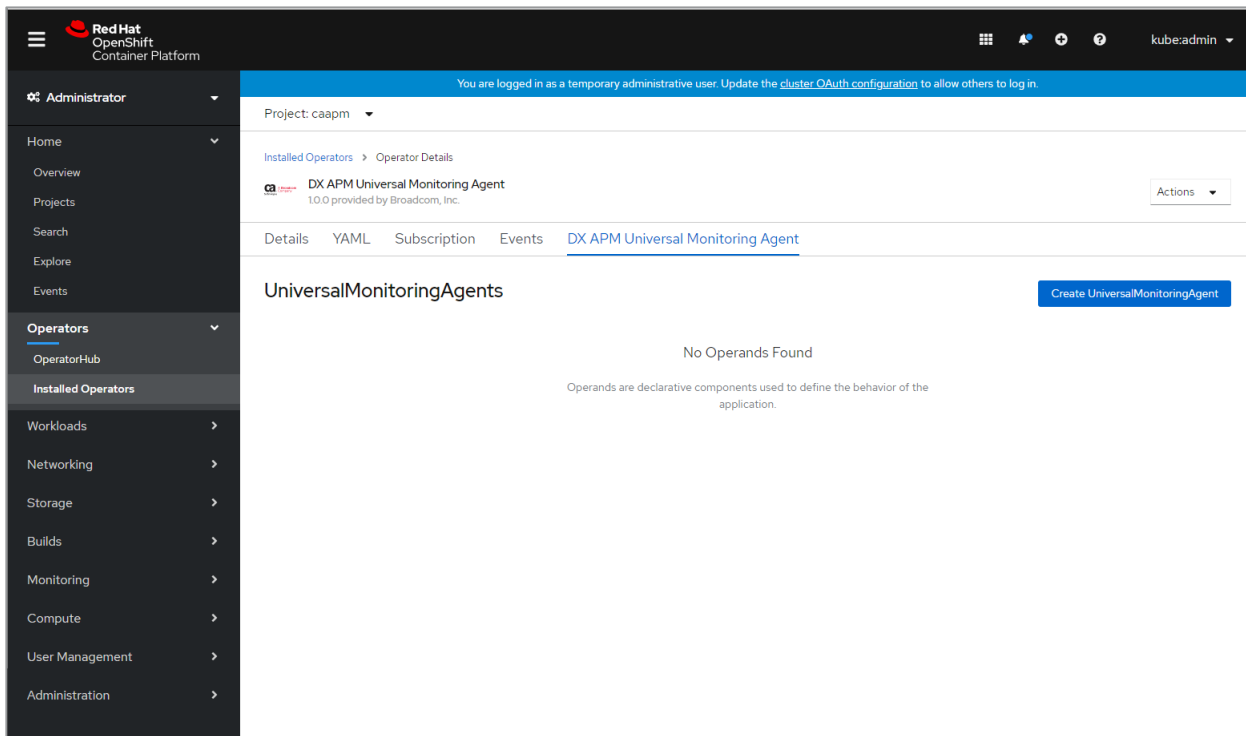 Red Hat
OpenShift
Container Platform
kube:admin
Administrator
You are logged in as a temporary administrative user. Update the cluster OAuth configuration to allow others to log in.
Project: caapm
Home
Overview
Projects
Search
Explore
Events
Operators
OperatorHub
Installed Operators
Workloads
Networking
Storage
Builds
Monitoring
Compute
User Management
Administration
Installed Operators > Operator Details
ca
DX APM Universal Monitoring Agent
1.0.0 provided by Broadcom, Inc.
Actions
Details YAML Subscription Events DX APM Universal Monitoring Agent
UniversalMonitoringAgents
Create UniversalMonitoringAgent
No Operands Found
Operands are declarative components used to define the behavior of the
application.